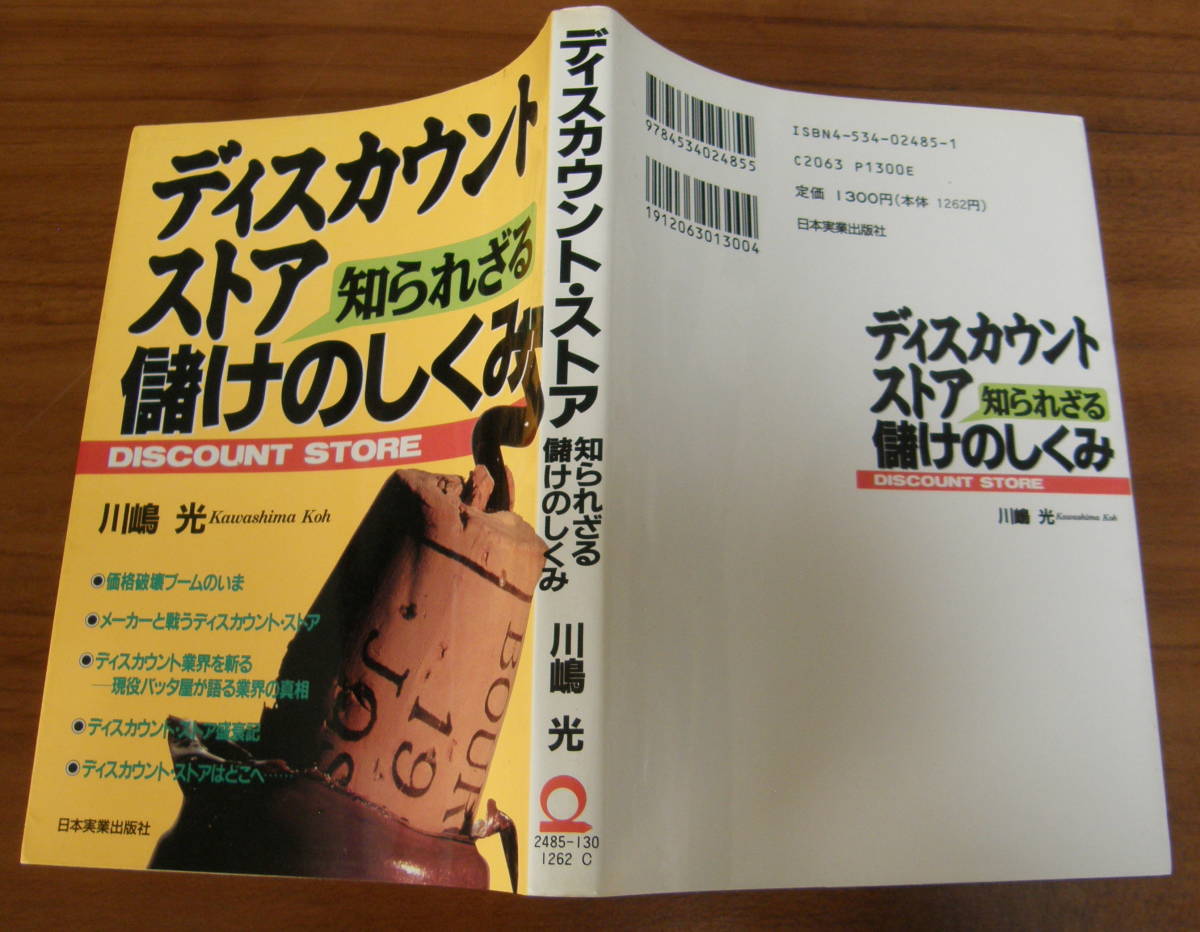 ディスカウント
ストア
知られざる
儲けのしくみ
DISCOUNT STORE
川嶋 光 Kawashima Koh
●価格破壊ブームのいま
●メーカーと戦うディスカウント・ストア
●ディスカウント業界を斬る
──現役バッタ屋が語る業界の真相
●ディスカウント・ストア盛衰記
●ディスカウント・ストアはどこへ……
日本実業出版社
BOUR
19
J98
ディスカウント・ストア
知られざる
儲けのしくみ
川嶋 光
2485-130
1262 C
9784534024855
1912063013004
ISBN4-534-02485-1
C2063 P1300E
定価 1300円(本体 1262円)
日本実業出版社
ディスカウント
ストア
知られざる
儲けのしくみ
DISCOUNT STORE
川嶋 光 Kawashima Koh